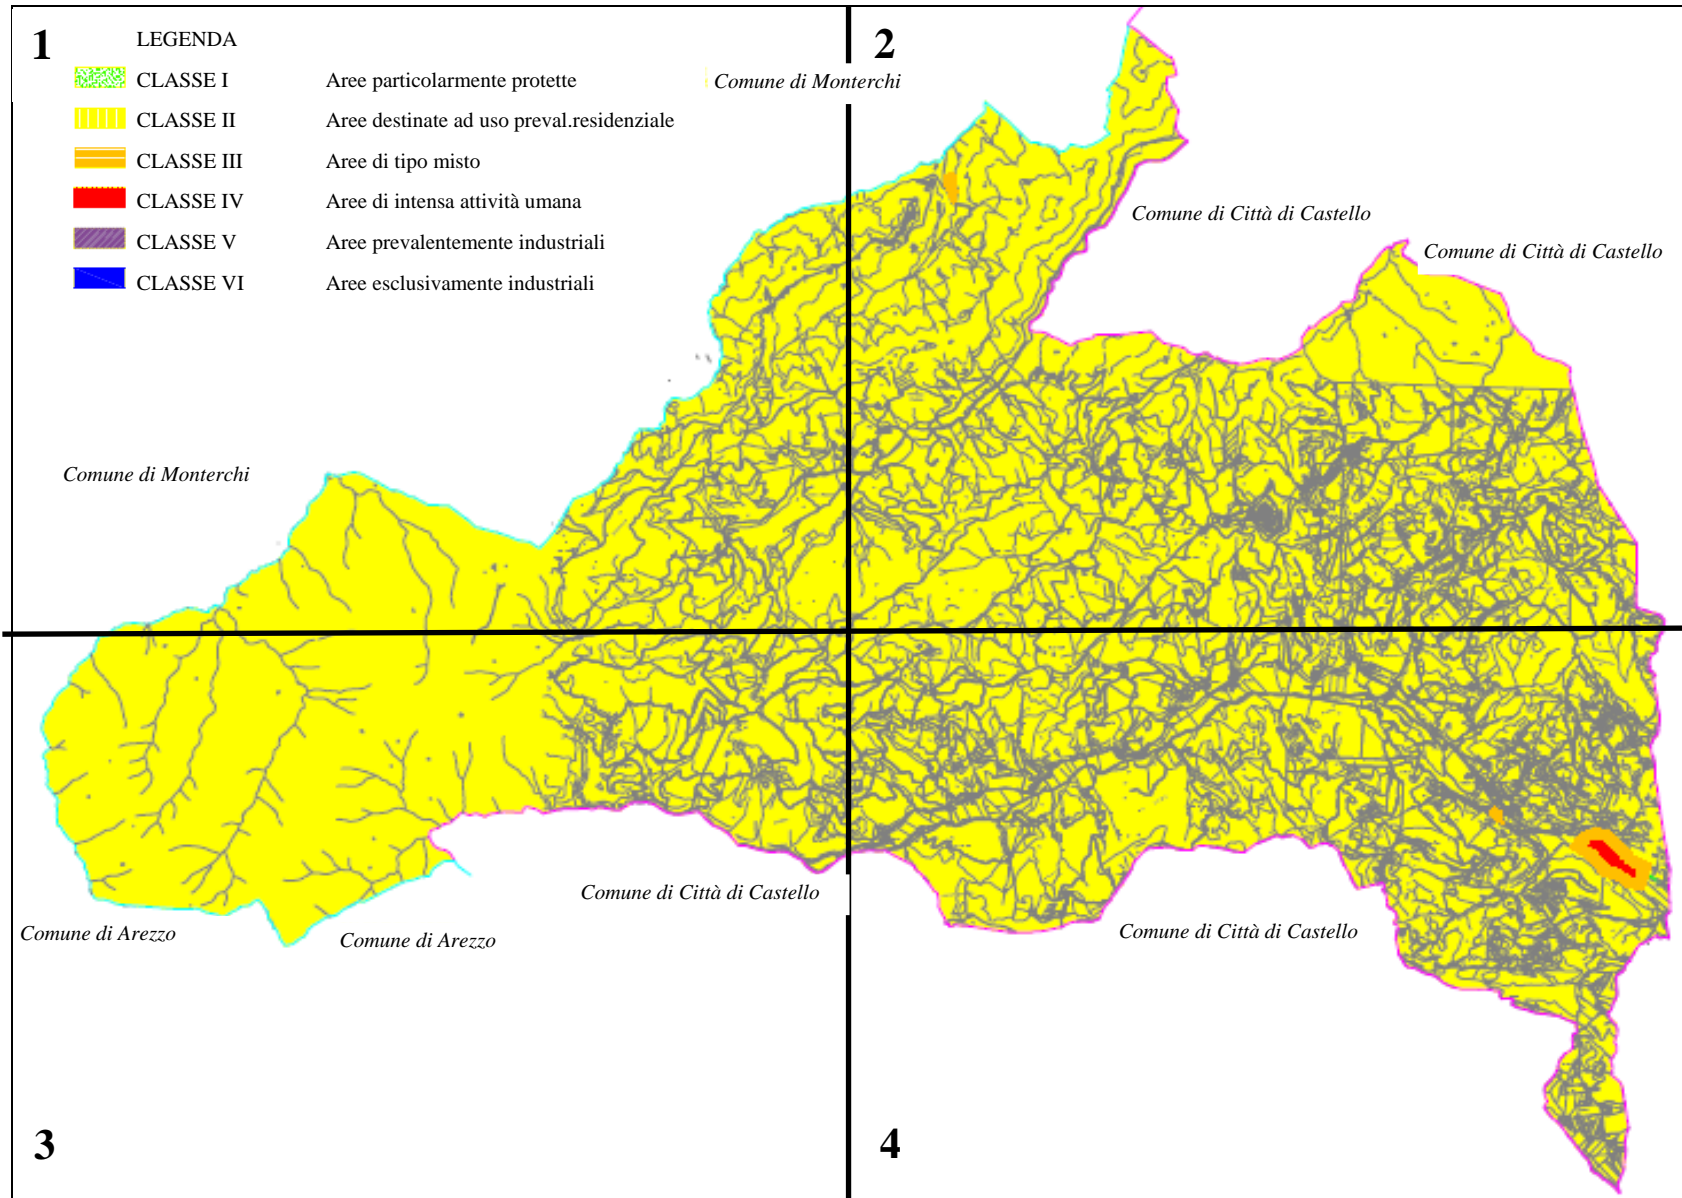 1
2
LEGENDA
CLASSE I Aree particolarmente protette
Comune di Monterchi
CLASSE II Aree destinate ad uso preval.residenziale
CLASSE III Aree di tipo misto
CLASSE IV Aree di intensa attività umana
Comune di Città di Castello
CLASSE V Aree prevalentemente industriali
Comune di Città di Castello
CLASSE VI Aree esclusivamente industriali
Comune di Monterchi
Comune di Città di Castello
Comune di Arezzo
Comune di Arezzo
Comune di Città di Castello
3
4